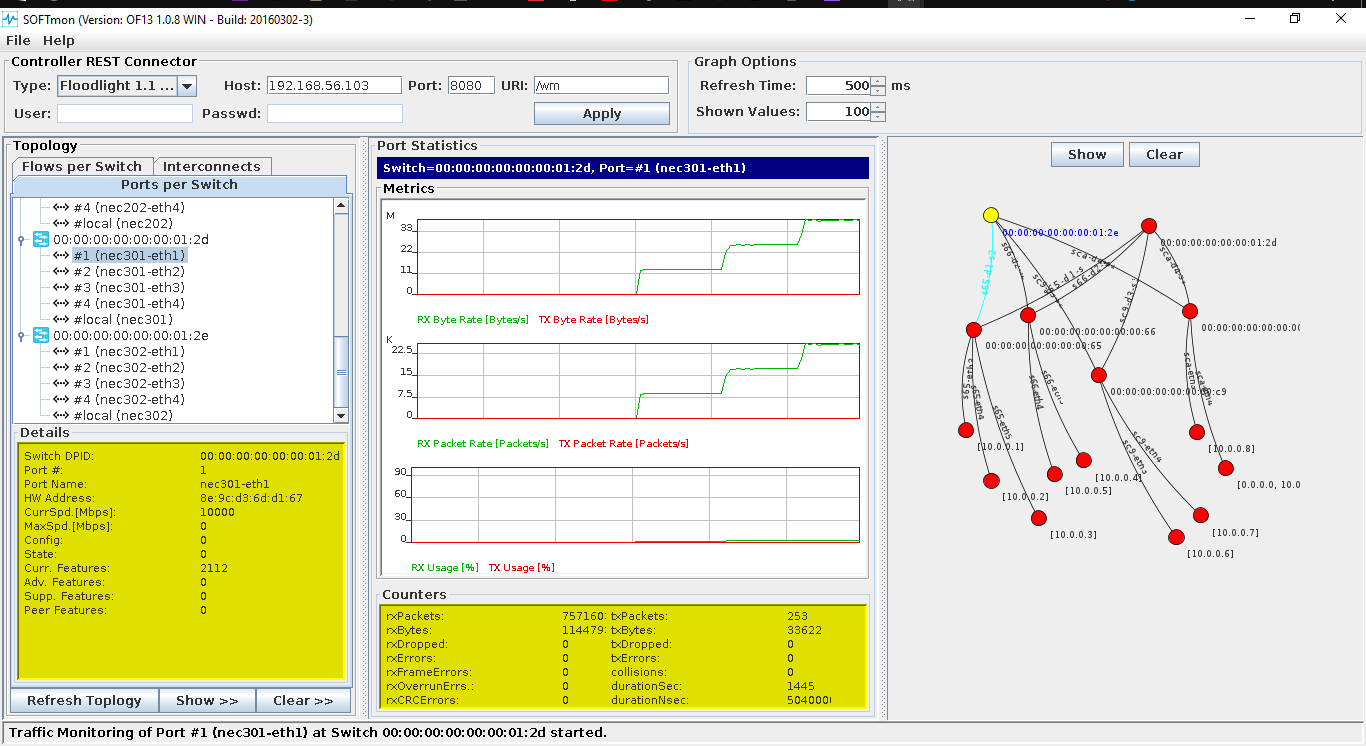 SOFTmon (Version: OF13 1.0.8 WIN - Build: 20160302-3)
File Help
Controller REST Connector
Type: Floodlight 1.1 ... Host: 192.168.56.103 Port: 8080 URI: /wm
User: Passwd: Apply
Graph Options
Refresh Time: 500 ms
Shown Values: 100
Topology
Flows per Switch Interconnects
Ports per Switch
#4 (nec202-eth4)
#local (nec202)
00:00:00:00:00:00:01:2d
#1 (nec301-eth1)
#2 (nec301-eth2)
#3 (nec301-eth3)
#4 (nec301-eth4)
#local (nec301)
00:00:00:00:00:00:01:2e
#1 (nec302-eth1)
#2 (nec302-eth2)
#3 (nec302-eth3)
#4 (nec302-eth4)
#local (nec302)
Details
Switch DPID: 00:00:00:00:00:00:01:2d
Port #: 1
Port Name: nec301-eth1
HW Address: 8e:9c:d3:6d:d1:67
CurrSpd.[Mbps]: 10000
MaxSpd.[Mbps]: 0
Config: 0
State: 0
Curr. Features: 2112
Adv. Features: 0
Supp. Features: 0
Peer Features: 0
Refresh Toplogy Show >> Clear >>
Port Statistics
Switch=00:00:00:00:00:00:01:2d, Port=#1 (nec301-eth1)
Metrics
M
33
22
11
0
RX Byte Rate [Bytes/s] TX Byte Rate [Bytes/s]
K
22.5
15
7.5
0
RX Packet Rate [Packets/s] TX Packet Rate [Packets/s]
90
60
30
0
RX Usage [%] TX Usage [%]
Counters
rxPackets: 757160 txPackets: 253
rxBytes: 114479 txBytes: 33622
rxDropped: 0 txDropped: 0
rxErrors: 0 txErrors: 0
rxFrameErrors: 0 collisions: 0
rxOverrunErrs.: 0 durationSec: 1445
rxCRCErrors: 0 durationNsec: 504000
Show Clear
00:00:00:00:00:00:01:2e
00:00:00:00:00:00:01:2d
00:00:00:00:00:00:0
00:00:00:00:00:00:00:66
00:00:00:00:00:00:00:65
00:00:00:00:00:00:00:c9
s65-eth4
s65-eth5
s66-eth4
sc9-eth4
[10.0.0.1]
[10.0.0.8]
[10.0.0.4]
[0.0.0.0, 10.0
[10.0.0.5]
[10.0.0.2]
[10.0.0.7]
[10.0.0.3]
[10.0.0.6]
Traffic Monitoring of Port #1 (nec301-eth1) at Switch 00:00:00:00:00:00:01:2d started.